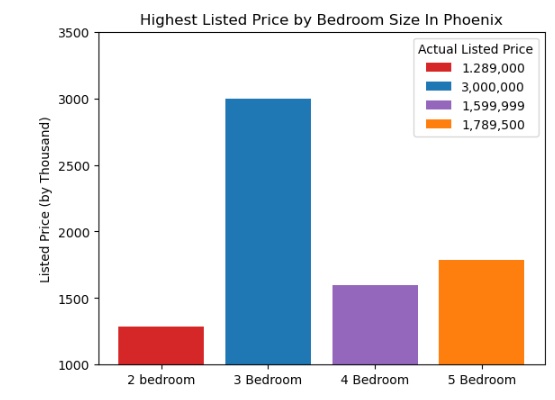 Highest Listed Price by Bedroom Size In Phoenix
3500
3000
2500
2000
1500
1000
Listed Price (by Thousand)
Actual Listed Price
1.289,000
3,000,000
1,599,999
1,789,500
2 bedroom
3 Bedroom
4 Bedroom
5 Bedroom